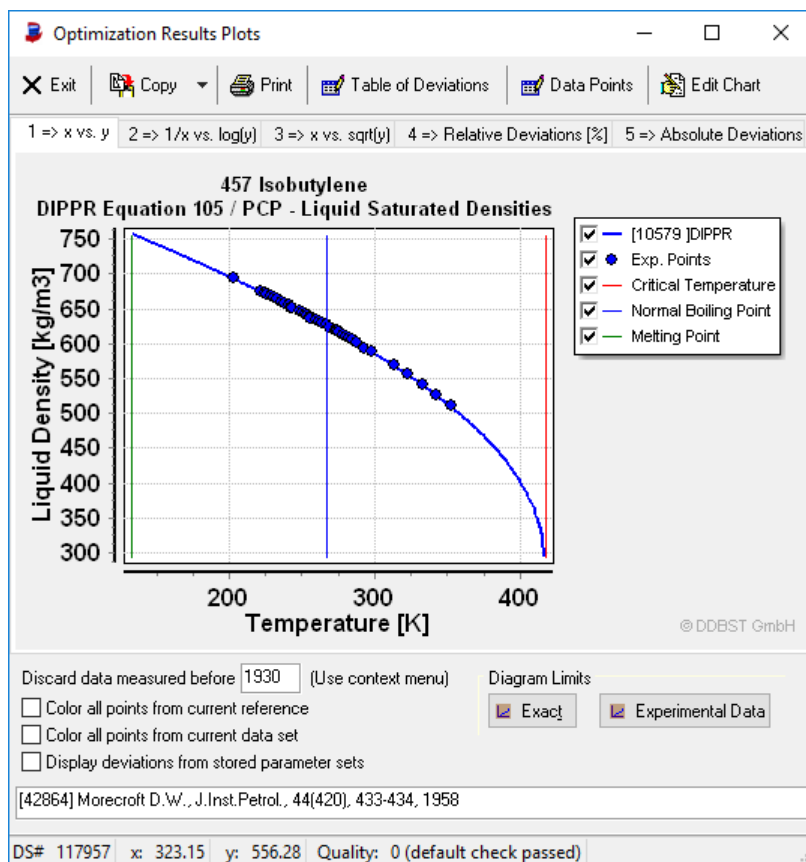 Optimization Results Plots
Exit Copy Print Table of Deviations Data Points Edit Chart
1 => x vs. y 2 => 1/x vs. log(y) 3 => x vs. sqrt(y) 4 => Relative Deviations [%] 5 => Absolute Deviations
457 Isobutylene
DIPPR Equation 105 / PCP - Liquid Saturated Densities
Liquid Density [kg/m3]
750
700
650
600
550
500
450
400
350
300
200 300 400
Temperature [K]
[10579 ]DIPPR
Exp. Points
Critical Temperature
Normal Boiling Point
Melting Point
© DDBST GmbH
Discard data measured before 1930 (Use context menu)
Color all points from current reference
Color all points from current data set
Display deviations from stored parameter sets
Diagram Limits
Exact Experimental Data
[42864] Morecroft D.W., J.Inst.Petrol., 44(420), 433-434, 1958
DS# 117957 x: 323.15 y: 556.28 Quality: 0 (default check passed)